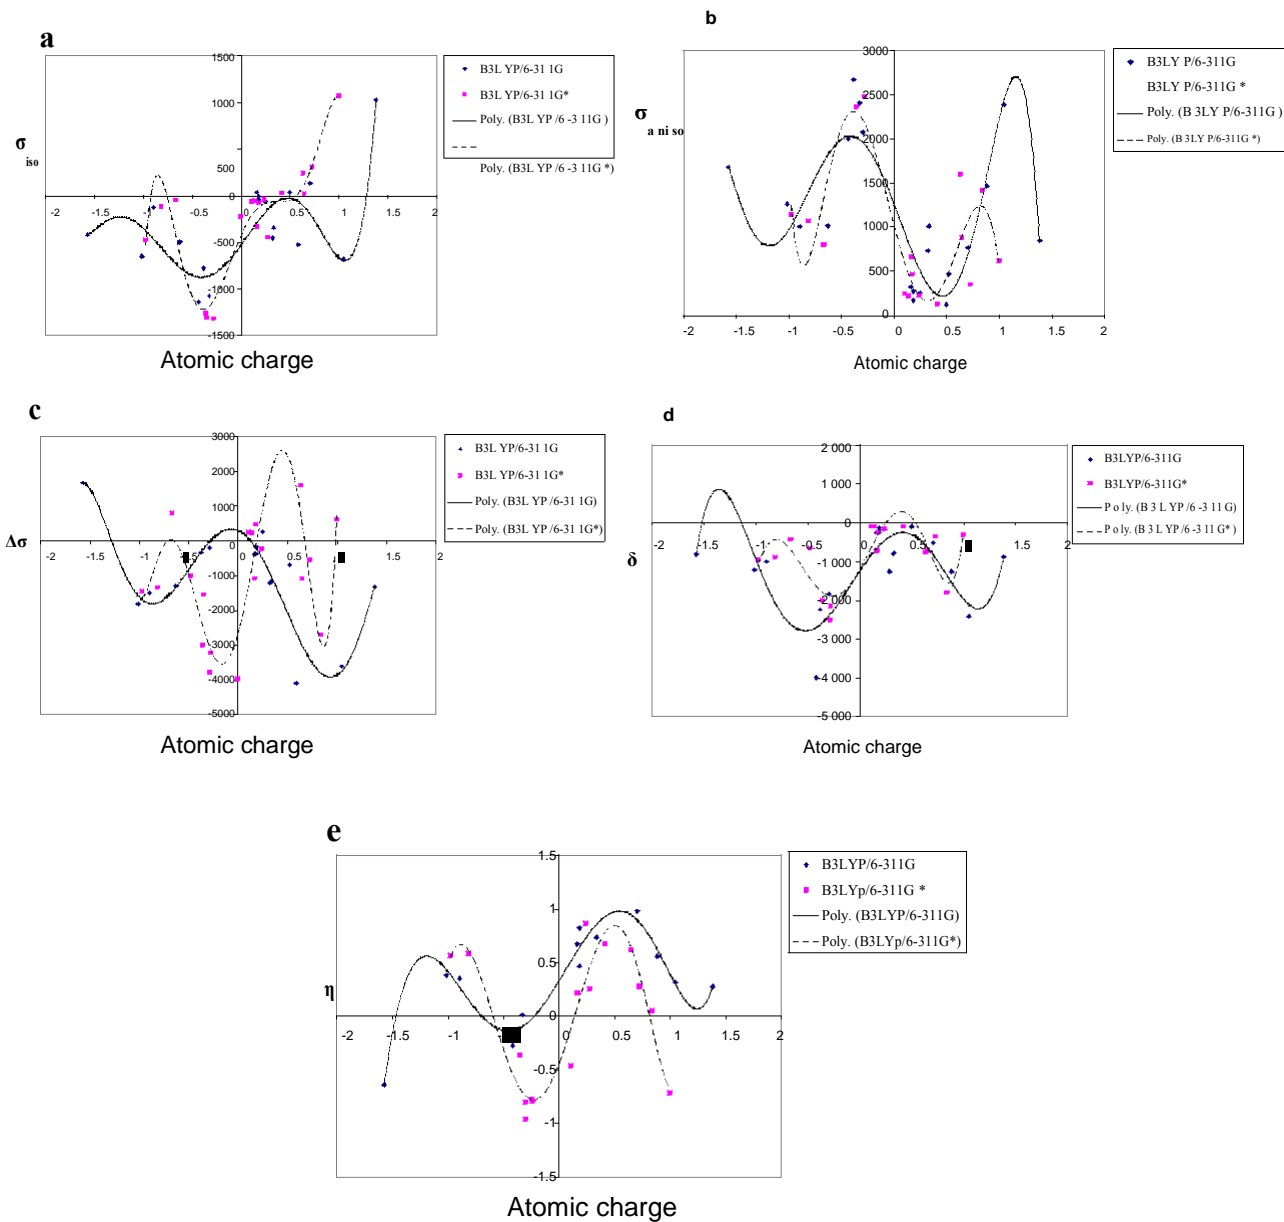 a
1500
1000
500
0
-500
-1000
-1500
-2
-1.5
-1
-0.5
0
0.5
1
1.5
2
σ
iso
Atomic charge
B3L YP/6-31 1G
B3L YP/6-31 1G*
Poly. (B3L YP /6 -3 11G )
Poly. (B3L YP /6 -3 11G *)
b
3000
2500
2000
1500
1000
500
0
-2
-1.5
-1
-0.5
0
0.5
1
1.5
2
σ
a ni so
Atomic charge
B3LY P/6-311G
B3LY P/6-311G *
Poly. (B 3LY P/6-311G )
Poly. (B 3LY P/6-311G *)
c
3000
2000
1000
0
-1000
-2000
-3000
-4000
-5000
-2
-1.5
-1
-0.5
0
0.5
1
1.5
2
Δσ
Atomic charge
B3L YP/6-31 1G
B3L YP/6-31 1G*
Poly. (B3L YP /6-31 1G)
Poly. (B3L YP /6-31 1G*)
d
2 000
1 000
0
-1 000
-2 000
-3 000
-4 000
-5 000
-2
-1.5
-1
-0.5
0
0.5
1
1.5
2
δ
Atomic charge
B3LYP/6-311G
B3LYP/6-311G*
P o ly. (B 3 L YP /6 -3 11 G)
P o ly. (B 3 L YP /6 -3 11 G*)
e
1.5
1
0.5
0
-0.5
-1
-1.5
-2
-1.5
-1
0
0.5
1
1.5
2
η
Atomic charge
B3LYP/6-311G
B3LYp/6-311G *
Poly. (B3LYP/6-311G)
Poly. (B3LYp/6-311G*)